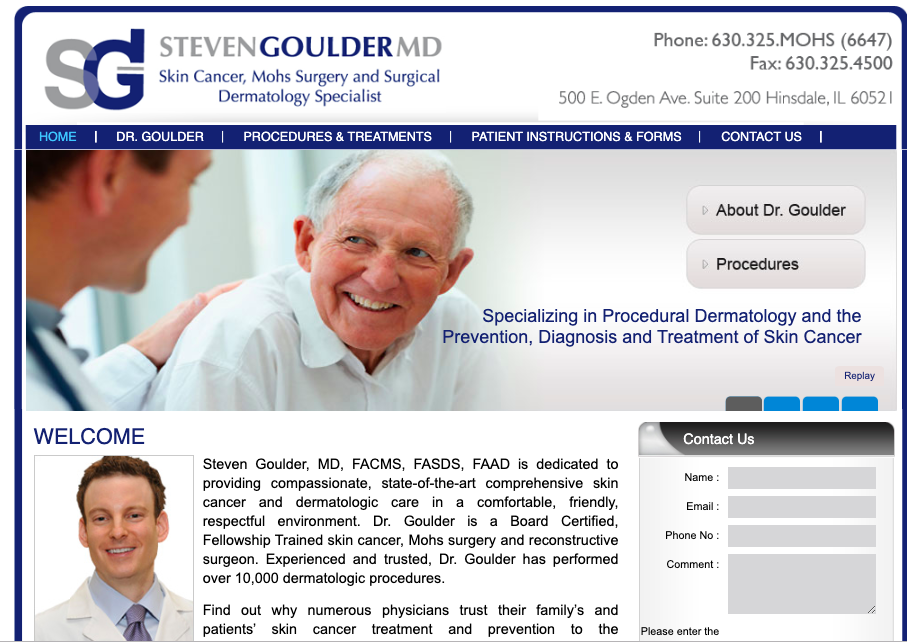 SG
STEVENGOULDERMD
Skin Cancer, Mohs Surgery and Surgical
Dermatology Specialist
Phone: 630.325.MOHS (6647)
Fax: 630.325.4500
500 E. Ogden Ave. Suite 200 Hinsdale, IL 60521
HOME | DR. GOULDER | PROCEDURES & TREATMENTS | PATIENT INSTRUCTIONS & FORMS | CONTACT US |
About Dr. Goulder
Procedures
Specializing in Procedural Dermatology and the
Prevention, Diagnosis and Treatment of Skin Cancer
Replay
WELCOME
Steven Goulder, MD, FACMS, FASDS, FAAD is dedicated to
providing compassionate, state-of-the-art comprehensive skin
cancer and dermatologic care in a comfortable, friendly,
respectful environment. Dr. Goulder is a Board Certified,
Fellowship Trained skin cancer, Mohs surgery and reconstructive
surgeon. Experienced and trusted, Dr. Goulder has performed
over 10,000 dermatologic procedures.
Find out why numerous physicians trust their family’s and
patients’ skin cancer treatment and prevention to the
Contact Us
Name :
Email :
Phone No :
Comment :
Please enter the